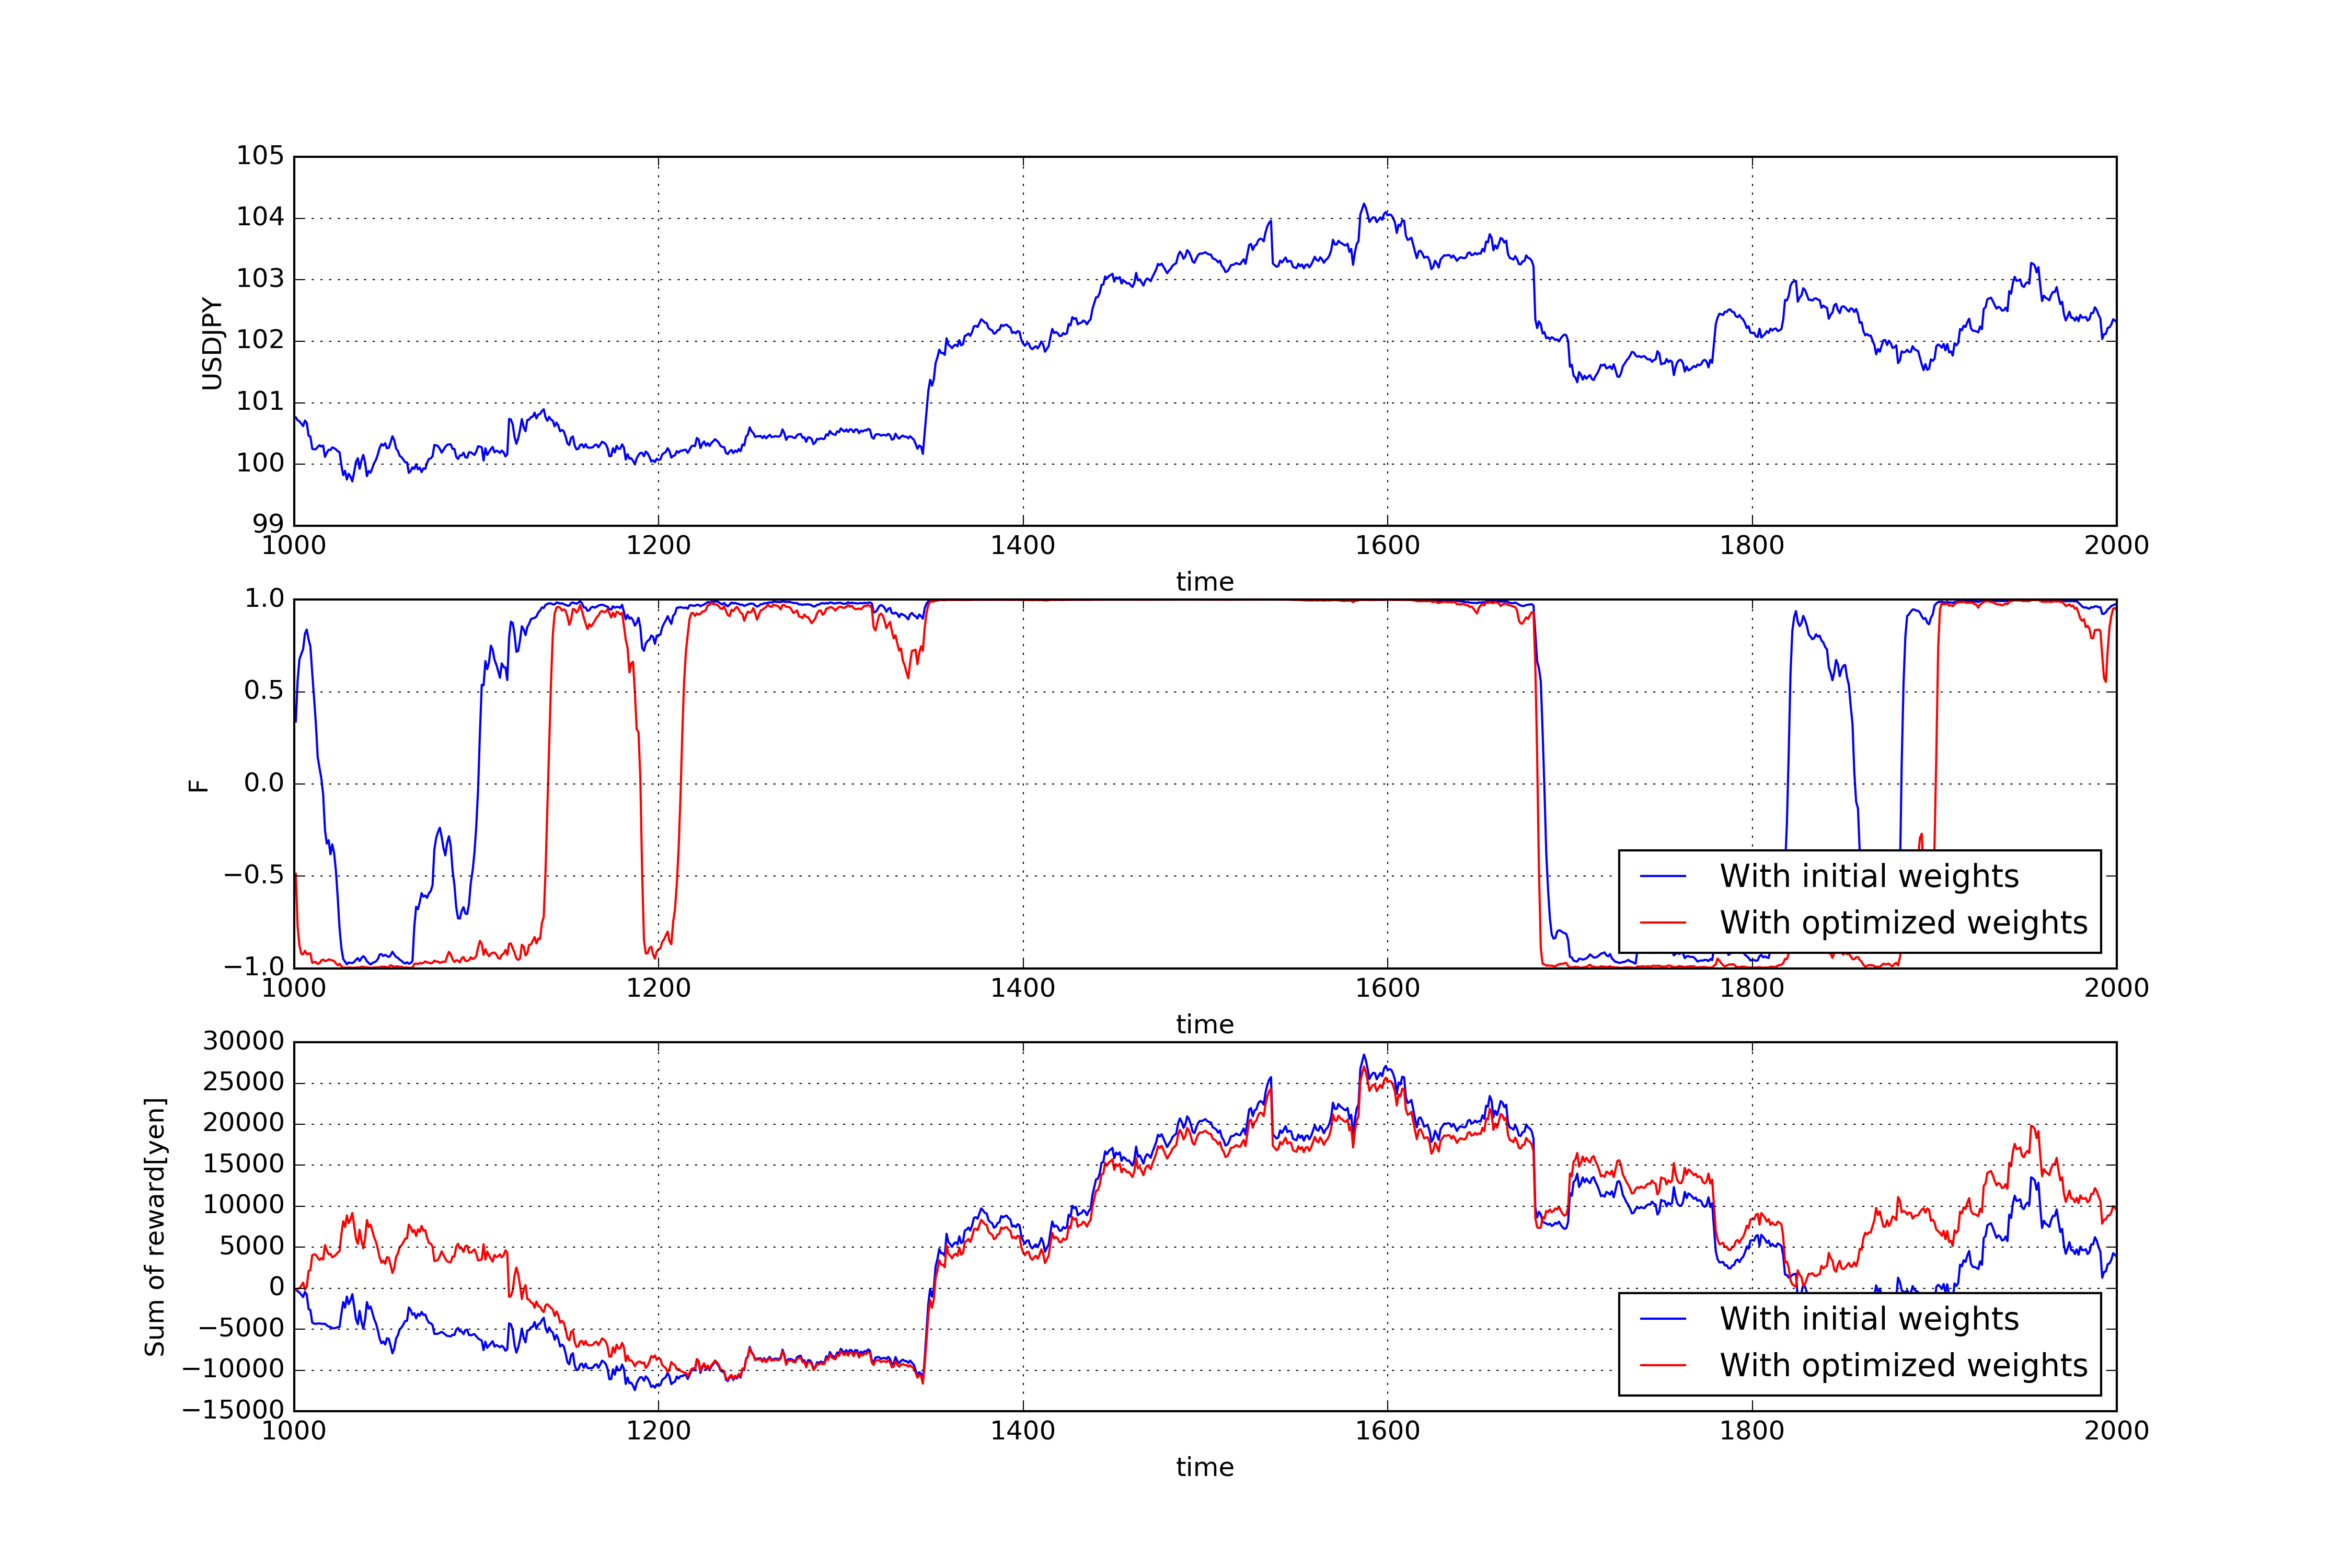 105
104
103
102
101
100
99
USDJPY
1000 1200 1400 1600 1800 2000
time
1.0
0.5
0.0
−0.5
−1.0
F
With initial weights
With optimized weights
1000 1200 1400 1600 1800 2000
time
30000
25000
20000
15000
10000
5000
0
−5000
−10000
−15000
Sum of reward[yen]
With initial weights
With optimized weights
1000 1200 1400 1600 1800 2000
time